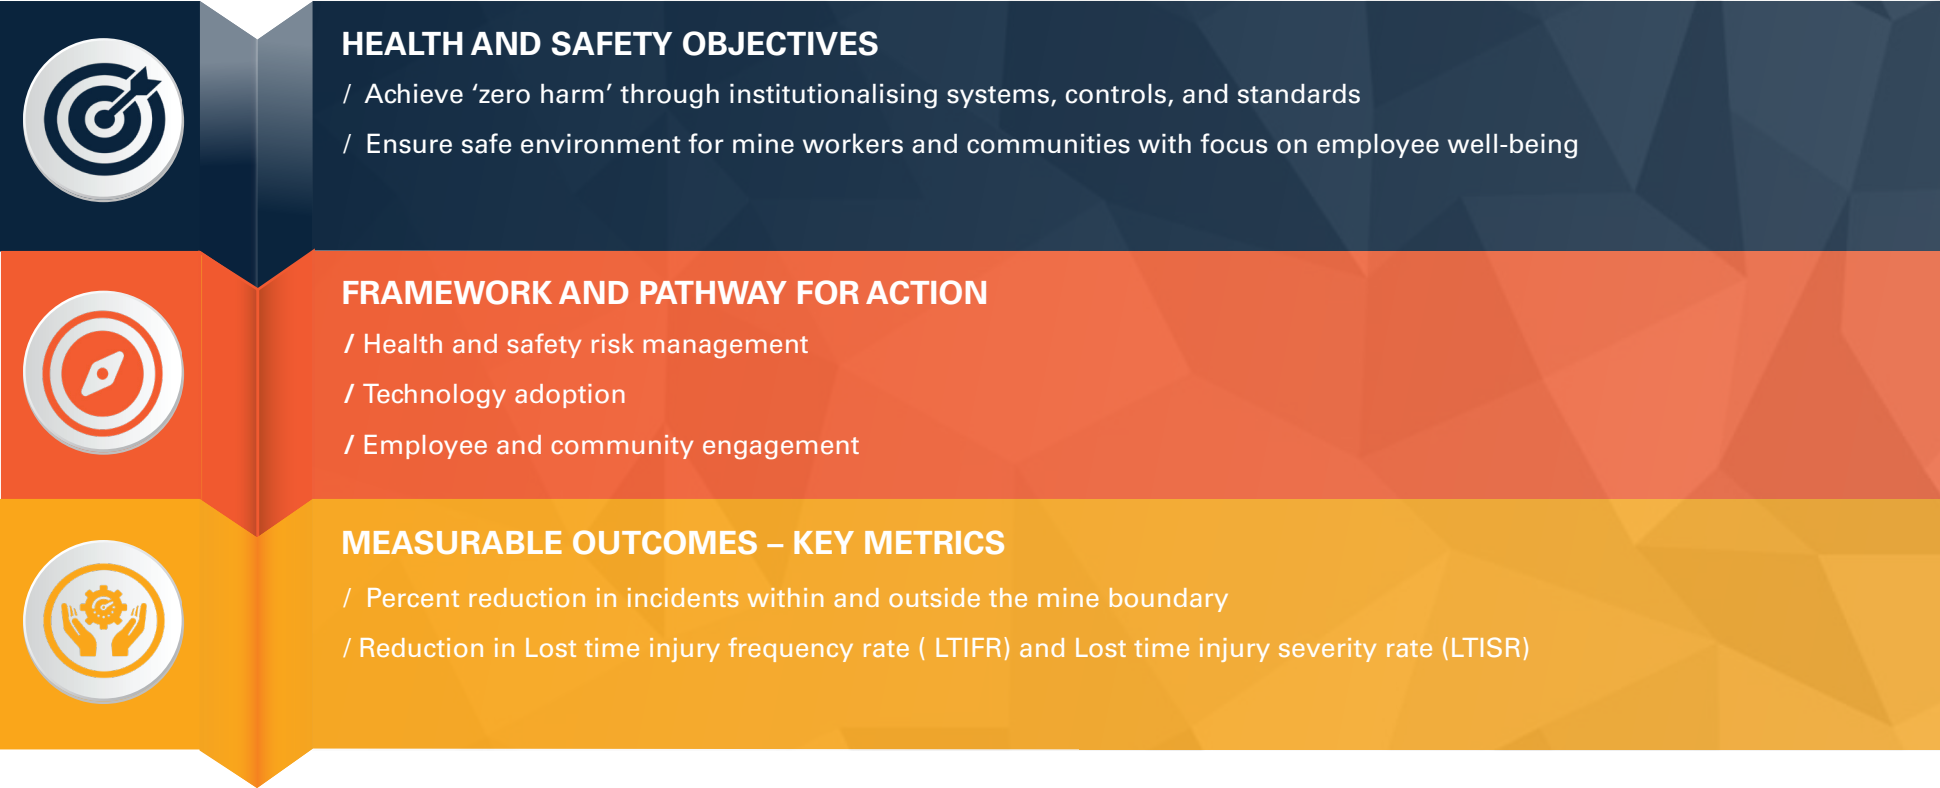 HEALTH AND SAFETY OBJECTIVES
/ Achieve ‘zero harm’ through institutionalising systems, controls, and standards
/ Ensure safe environment for mine workers and communities with focus on employee well-being
FRAMEWORK AND PATHWAY FOR ACTION
/ Health and safety risk management
/ Technology adoption
/ Employee and community engagement
MEASURABLE OUTCOMES – KEY METRICS
/ Percent reduction in incidents within and outside the mine boundary
/ Reduction in Lost time injury frequency rate ( LTIFR) and Lost time injury severity rate (LTISR)